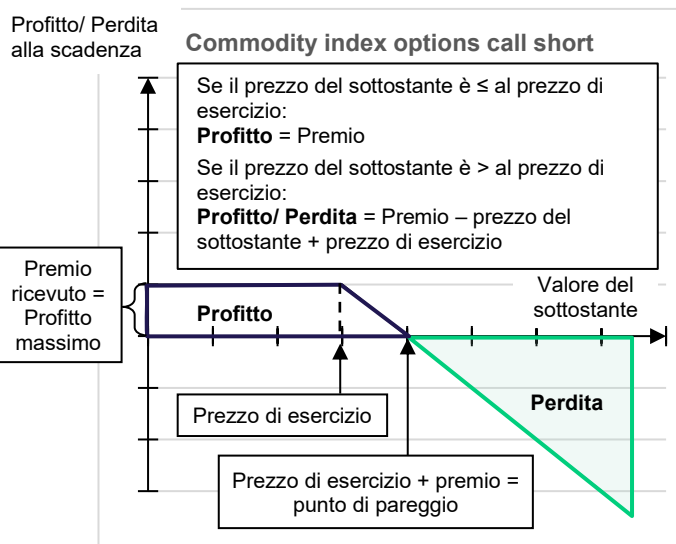 Profitto/ Perdita
alla scadenza
Commodity index options call short
Se il prezzo del sottostante è ≤ al prezzo di
esercizio:
Profitto = Premio
Se il prezzo del sottostante è > al prezzo di
esercizio:
Profitto/ Perdita = Premio – prezzo del
sottostante + prezzo di esercizio
Premio
ricevuto =
Profitto
massimo
Profitto
Valore del
sottostante
Prezzo di esercizio
Perdita
Prezzo di esercizio + premio =
punto di pareggio